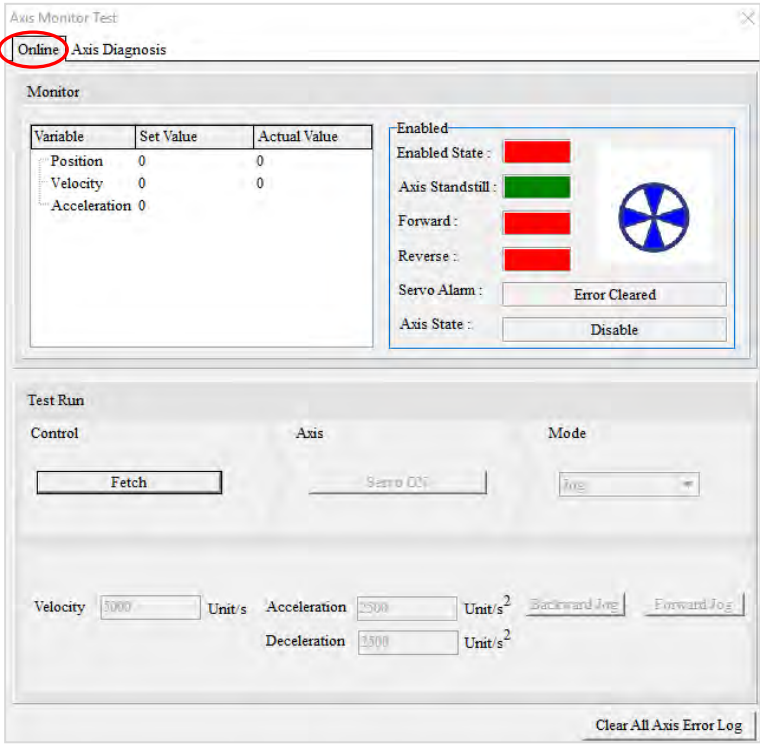 Axis Monitor Test
Online Axis Diagnosis
Monitor
Variable Set Value Actual Value
Position 0 0
Velocity 0 0
Acceleration 0
Enabled
Enabled State :
Axis Standstill :
Forward :
Reverse :
Servo Alarm : Error Cleared
Axis State : Disable
Test Run
Control Axis Mode
Fetch Servo ON Jog
Velocity 5000 Unit/s Acceleration 2500 Unit/s2 Backward Jog Forward Jog
Deceleration 2500 Unit/s2
Clear All Axis Error Log